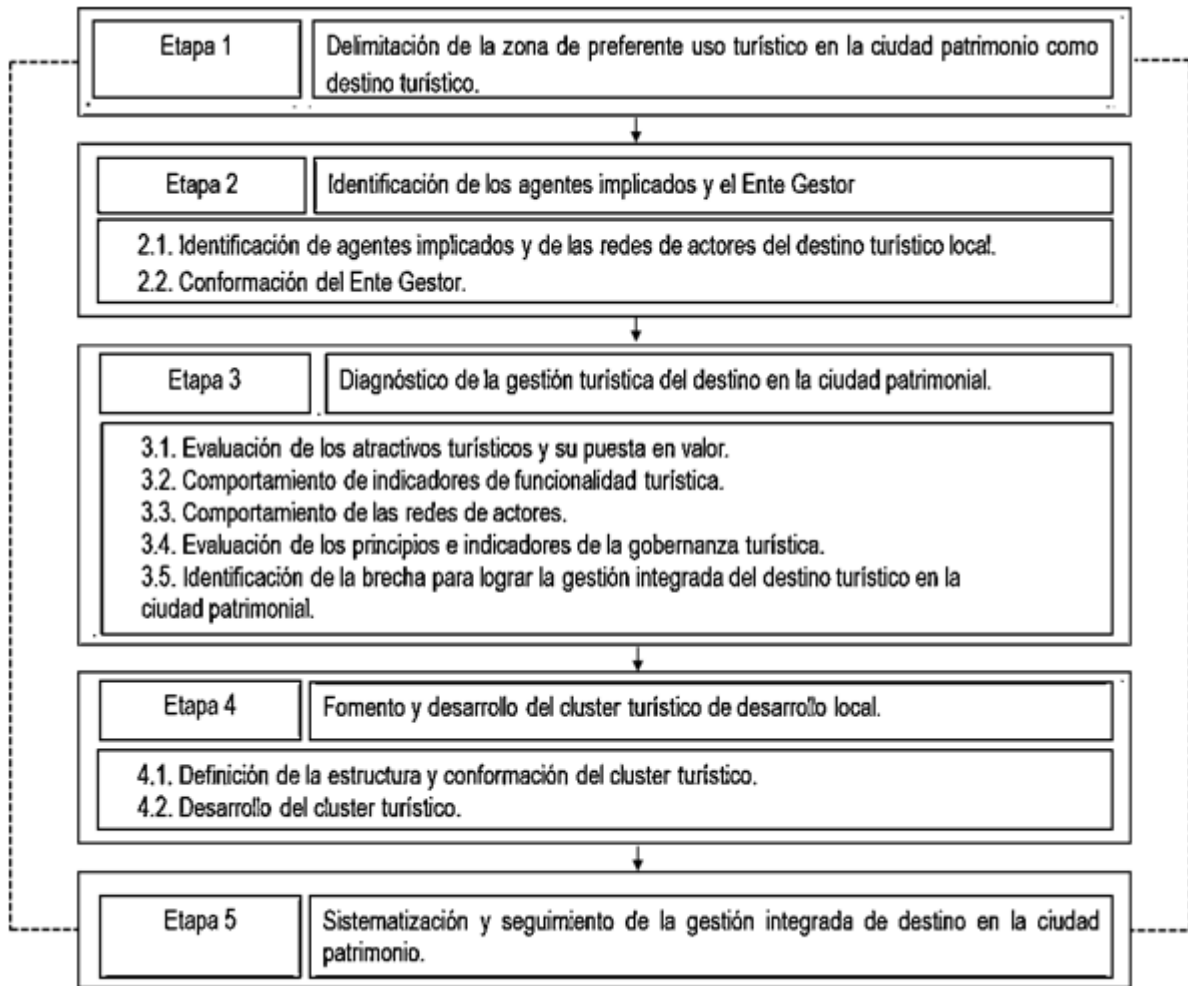 Etapa 1
Delimitación de la zona de preferente uso turístico en la ciudad patrimonio como
destino turístico.
Etapa 2
Identificación de los agentes implicados y el Ente Gestor
2.1. Identificación de agentes implicados y de las redes de actores del destino turístico local.
2.2. Conformación del Ente Gestor.
Etapa 3
Diagnóstico de la gestión turística del destino en la ciudad patrimonial.
3.1. Evaluación de los atractivos turísticos y su puesta en valor.
3.2. Comportamiento de indicadores de funcionalidad turística.
3.3. Comportamiento de las redes de actores.
3.4. Evaluación de los principios e indicadores de la gobernanza turística.
3.5. Identificación de la brecha para lograr la gestión integrada del destino turístico en la
ciudad patrimonial.
Etapa 4
Fomento y desarrollo del cluster turístico de desarrollo local.
4.1. Definición de la estructura y conformación del cluster turístico.
4.2. Desarrollo del cluster turístico.
Etapa 5
Sistematización y seguimiento de la gestión integrada de destino en la ciudad
patrimonio.